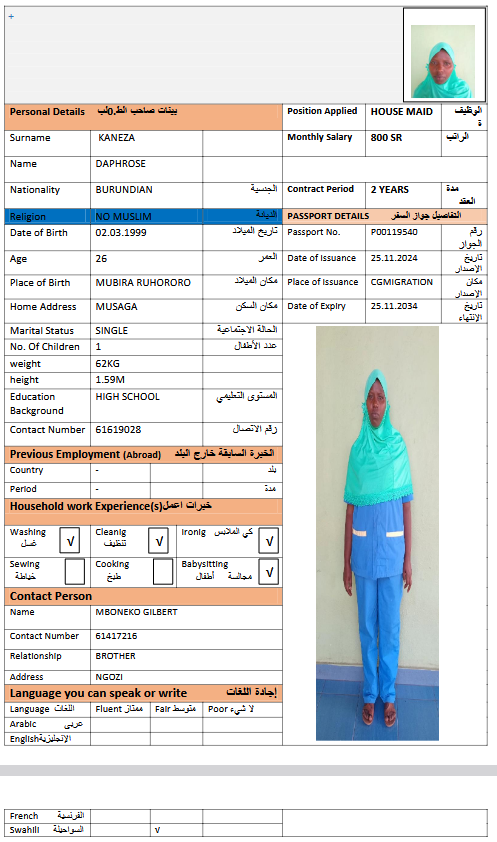 Personal Details بيانات صاحب الط,0لب Position Applied HOUSE MAID الوظيف
ة
Surname KANEZA Monthly Salary 800 SR الراتب
Name DAPHROSE
Nationality BURUNDIAN الجنسية Contract Period 2 YEARS مدة
العقد
Religion NO MUSLIM الديانة PASSPORT DETAILS التفاصيل جواز السفر
Date of Birth 02.03.1999 تاريخ الميلاد Passport No. P00119540 رقم
الجواز
Age 26 العمر Date of Issuance 25.11.2024 تاريخ
الإصدار
Place of Birth MUBIRA RUHORORO مكان الميلاد Place of Issuance CGMIGRATION مكان
الإصدار
Home Address MUSAGA مكان السكن Date of Expiry 25.11.2034 تاريخ
الإنتهاء
Marital Status SINGLE الحالة الاجتماعية
No. Of Children 1 عدد الأطفال
weight 62KG
height 1.59M
Education HIGH SCHOOL المستوى التعليمي
Background
Contact Number 61619028 رقم الاتصال
Previous Employment (Abroad) الخبرة السابقة خارج البلد
Country - بلد
Period - مدة
Household work Experience(s)خبرات اعمل
Washing √ Cleanig √ Ironig كي الملابس √
غسل تنظيف
Sewing Cooking Babysitting √
خياطة طبخ مجالسة أطفال
Contact Person
Name MBONEKO GILBERT
Contact Number 61417216
Relationship BROTHER
Address NGOZI
Language you can speak or write إجادة اللغات
Language اللغات Fluent ممتاز Fair متوسط Poor لا شيء
Arabic عربى
Englishالإنجليزية
French الفرنسية
Swahili السواحيلة √